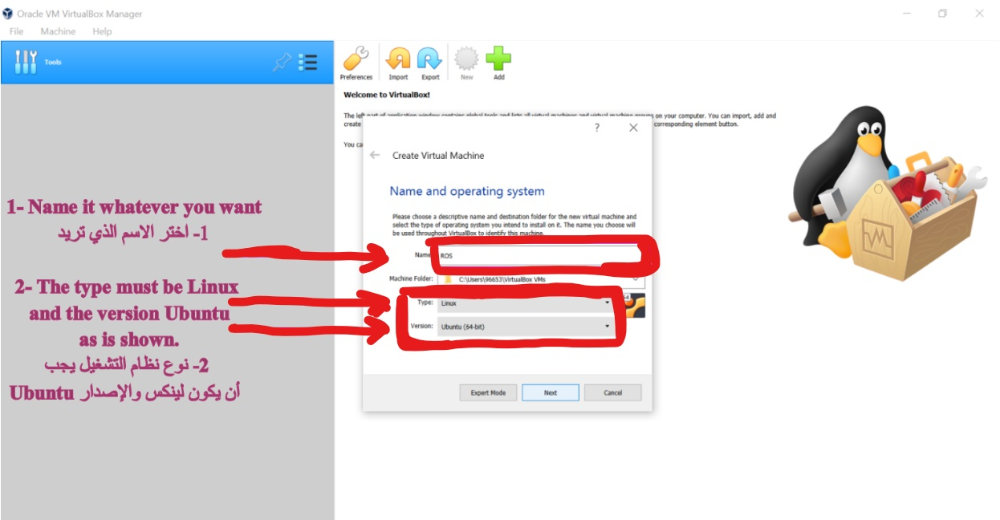 Oracle VM VirtualBox Manager
File Machine Help
Tools
Preferences Import Export New Add
Welcome to VirtualBox!
The left part of application window contains global tools and lists all virtual machines and virtual machine groups on your computer. You can import, add and
create
corresponding element button.
You ca
?
Create Virtual Machine
Name and operating system
Please choose a descriptive name and destination folder for the new virtual machine and
select the type of operating system you intend to install on it. The name you choose will
be used throughout VirtualBox to identify this machine.
Name ROS
Machine Folder: C:\Users\96653\VirtualBox VMs
Type: Linux
64
Version: Ubuntu (64-bit)
Expert Mode Next Cancel
1- Name it whatever you want
1- اختر الاسم الذي تريد
2- The type must be Linux
and the version Ubuntu
as is shown.
2- نوع نظام التشغيل يجب
أن يكون لينكس والإصدار Ubuntu